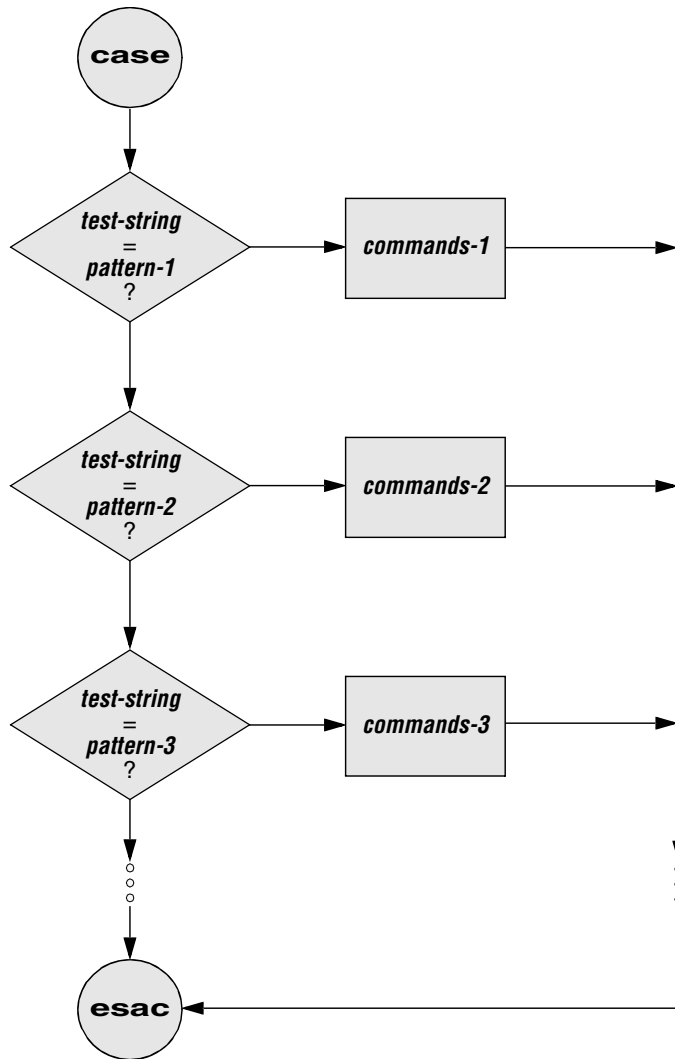 case
test-string
=
pattern-1
?
commands-1
test-string
=
pattern-2
?
commands-2
test-string
=
pattern-3
?
commands-3
esac